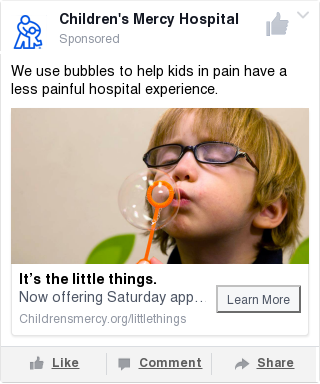 Children's Mercy Hospital
Sponsored
We use bubbles to help kids in pain have a
less painful hospital experience.
It's the little things.
Now offering Saturday app...
Learn More
Childrensmercy.org/littlethings
Like
Comment
Share